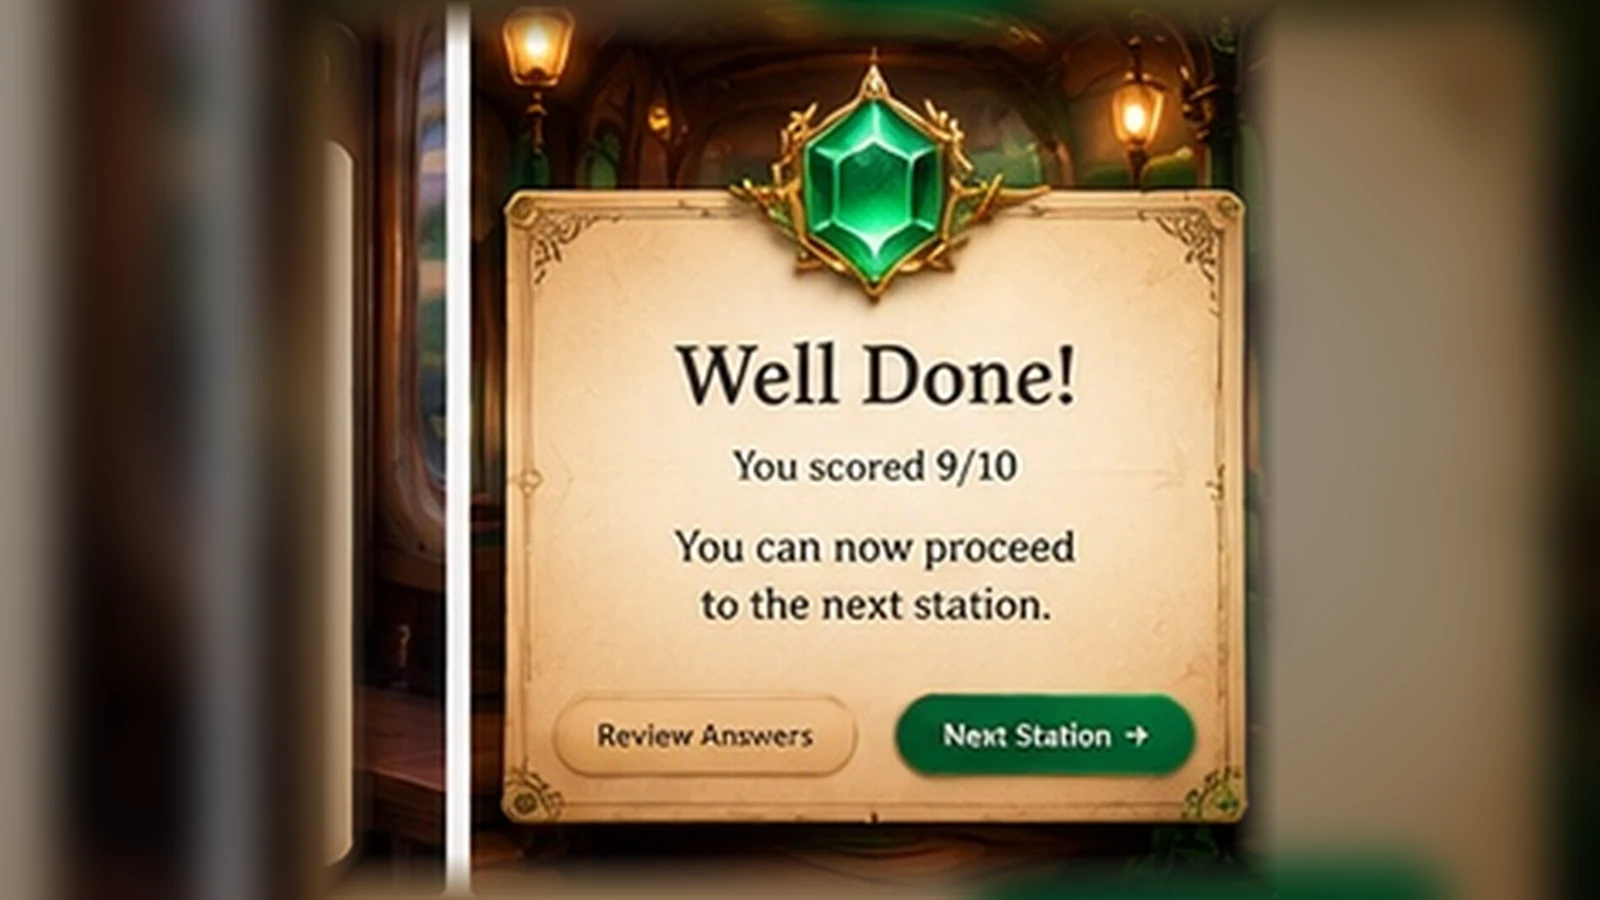 Well Done!
You scored 9/10
You can now proceed
to the next station.
Review Answers
Next Station →